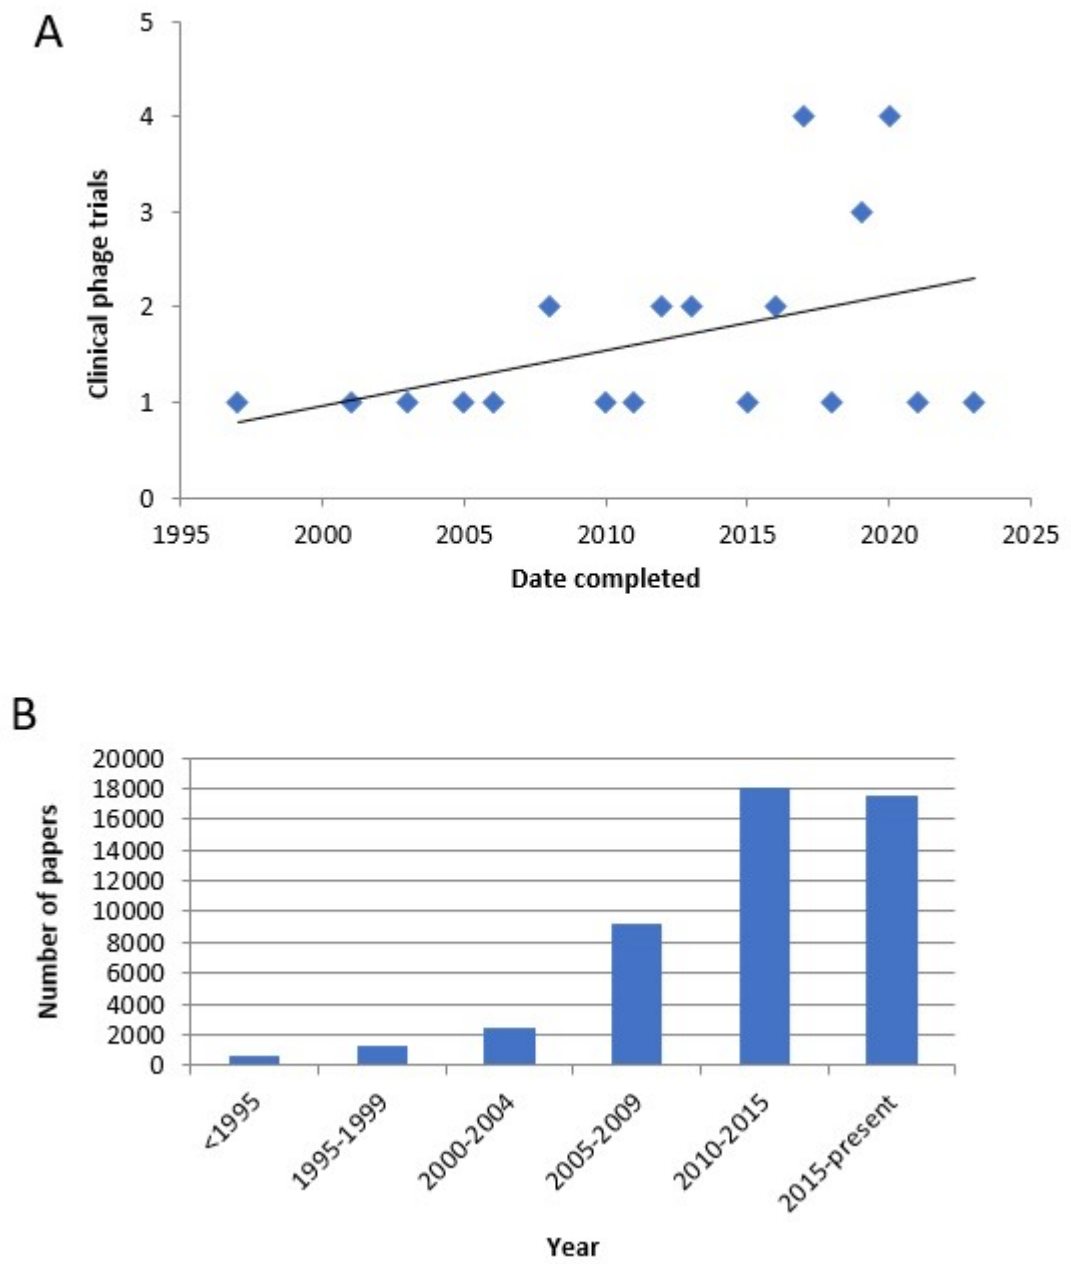 A
5
4
3
2
1
0
Clinical phage trials
1995 2000 2005 2010 2015 2020 2025
Date completed
B
20000
18000
16000
14000
12000
10000
8000
6000
4000
2000
0
Number of papers
<1995 1995-1999 2000-2004 2005-2009 2010-2015 2015-present
Year